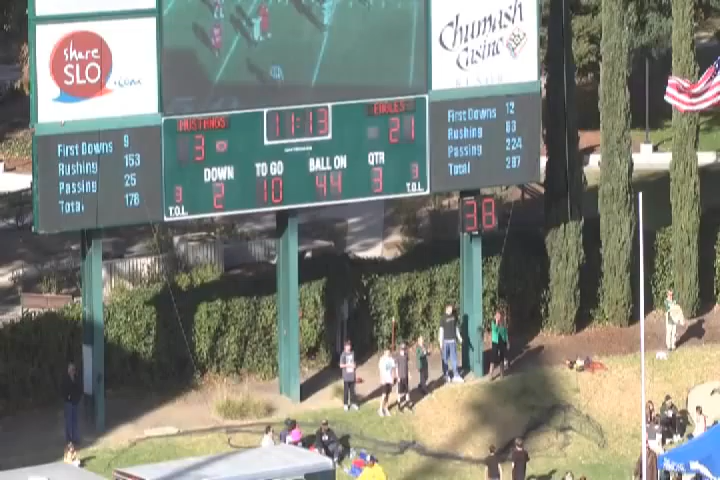 share
SLO
.com
Chumash
Casino
MUSTANGS 11:13 EAGLES
3 21
DOWN TO GO BALL ON QTR
3 2 10 44 3 3
T.O.L. T.O.L.
First Downs 9
Rushing 153
Passing 25
Total 178
First Downs 12
Rushing 63
Passing 224
Total 287
38